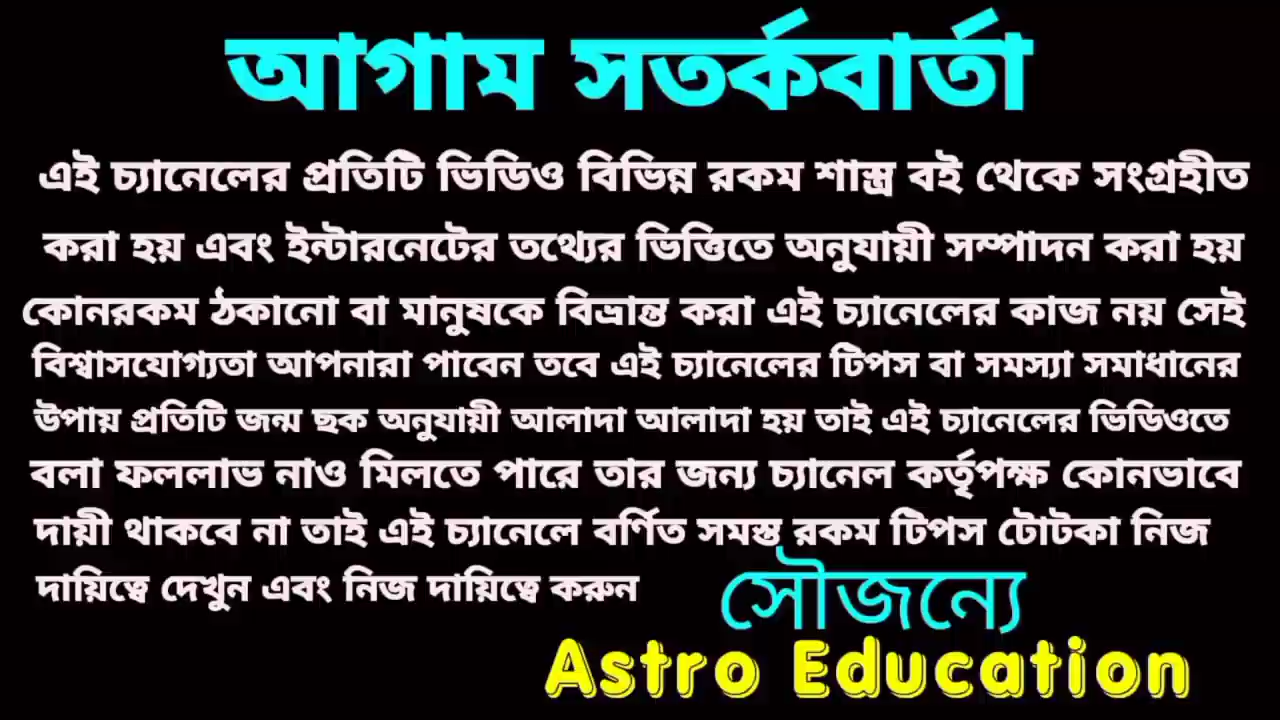 আগাম সতর্কবার্তা
এই চ্যানেলের প্রতিটি ভিডিও বিভিন্ন রকম শাস্ত্র বই থেকে সংগ্রহীত
করা হয় এবং ইন্টারনেটের তথ্যের ভিত্তিতে অনুযায়ী সম্পাদন করা হয়
কোনরকম ঠকানো বা মানুষকে বিভ্রান্ত করা এই চ্যানেলের কাজ নয় সেই
বিশ্বাসযোগ্যতা আপনারা পাবেন তবে এই চ্যানেলের টিপস বা সমস্যা সমাধানের
উপায় প্রতিটি জন্ম ছক অনুযায়ী আলাদা আলাদা হয় তাই এই চ্যানেলের ভিডিওতে
বলা ফললাভ নাও মিলতে পারে তার জন্য চ্যানেল কর্তৃপক্ষ কোনভাবে
দায়ী থাকবে না তাই এই চ্যানেলে বর্ণিত সমস্ত রকম টিপস টোটকা নিজ
দায়িত্বে দেখুন এবং নিজ দায়িত্বে করুন
সৌজন্যে
Astro Education